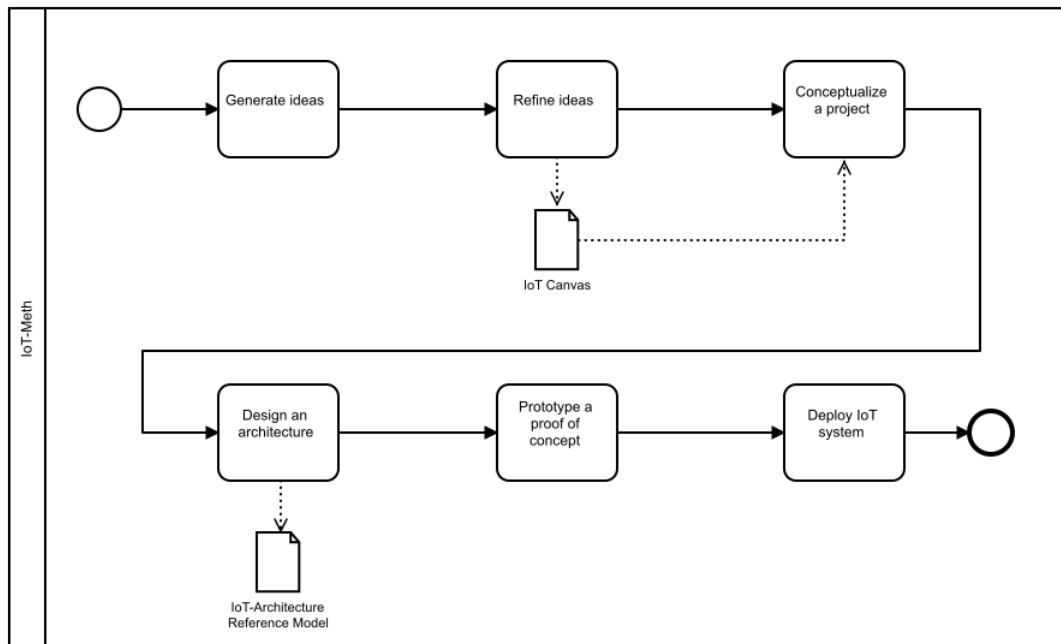 IoT-Meth
Generate ideas
Refine ideas
Conceptualize
a project
IoT Canvas
Design an
architecture
Prototype a
proof of
concept
Deploy IoT
system
IoT-Architecture
Reference Model